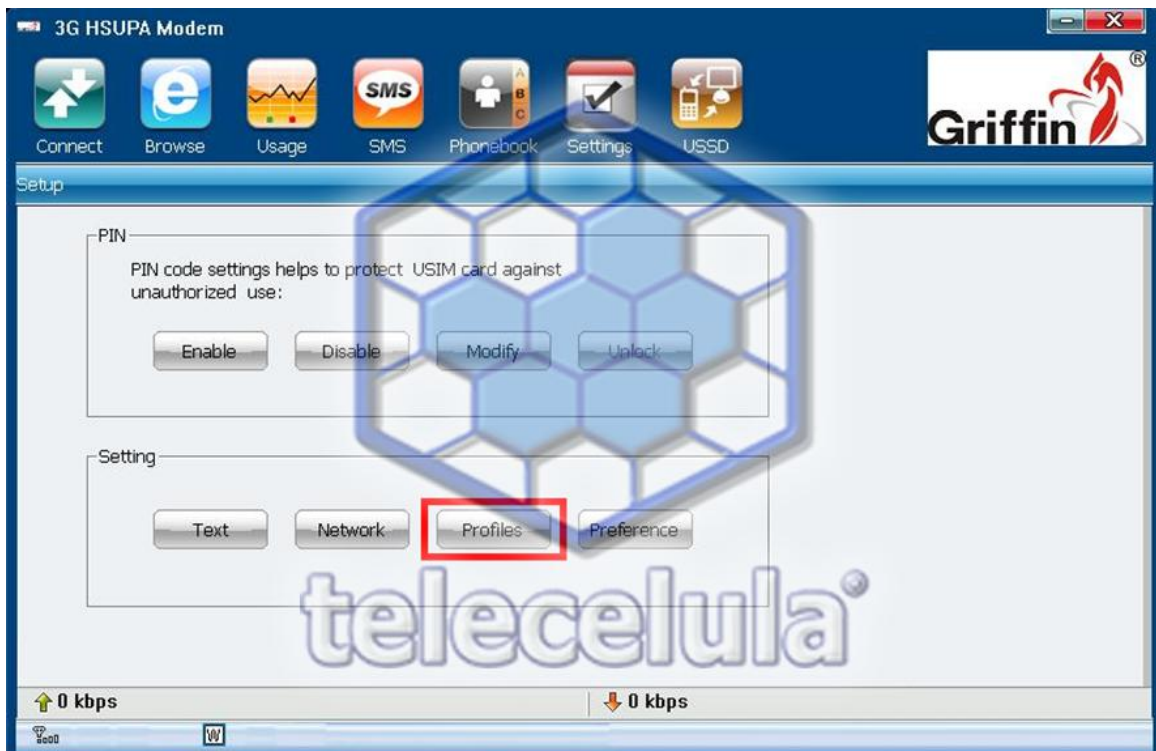 3G HSUPA Modem
Connect Browse Usage SMS Phonebook Settings USSD
SMS
A
B
C
Griffin®
Setup
PIN
PIN code settings helps to protect USIM card against
unauthorized use:
Enable Disable Modify Unlock
Setting
Text Network Profiles Preference
telecelula®
0 kbps 0 kbps
W